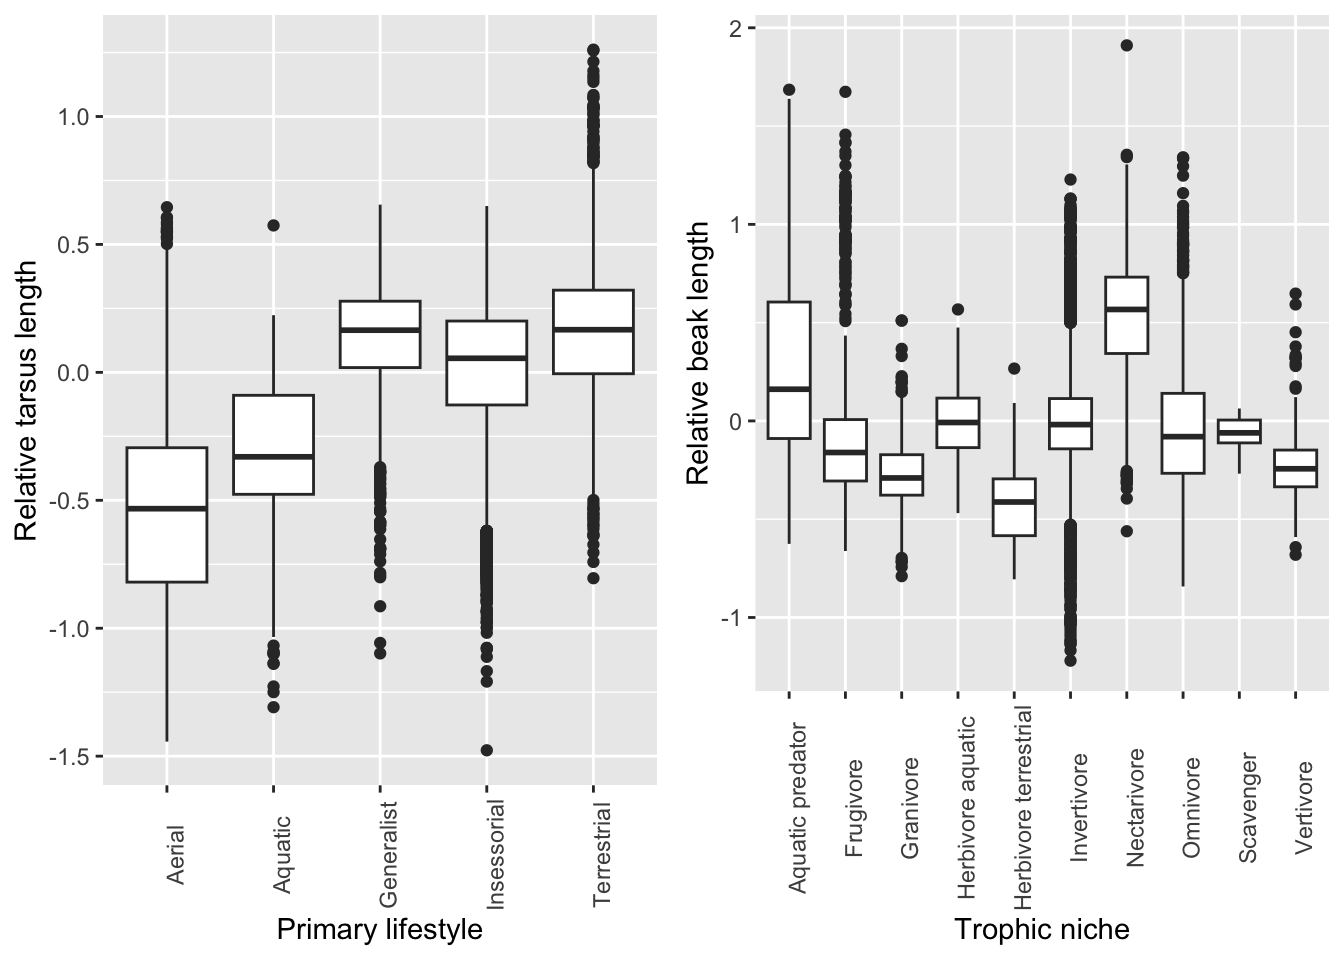 Relative tarsus length
1.0
0.5
0.0
-0.5
-1.0
-1.5
Aerial
Aquatic
Generalist
Insessorial
Terrestrial
Primary lifestyle
Relative beak length
2
1
0
-1
Aquatic predator
Frugivore
Granivore
Herbivore aquatic
Herbivore terrestrial
Invertivore
Nectarivore
Omnivore
Scavenger
Vertivore
Trophic niche